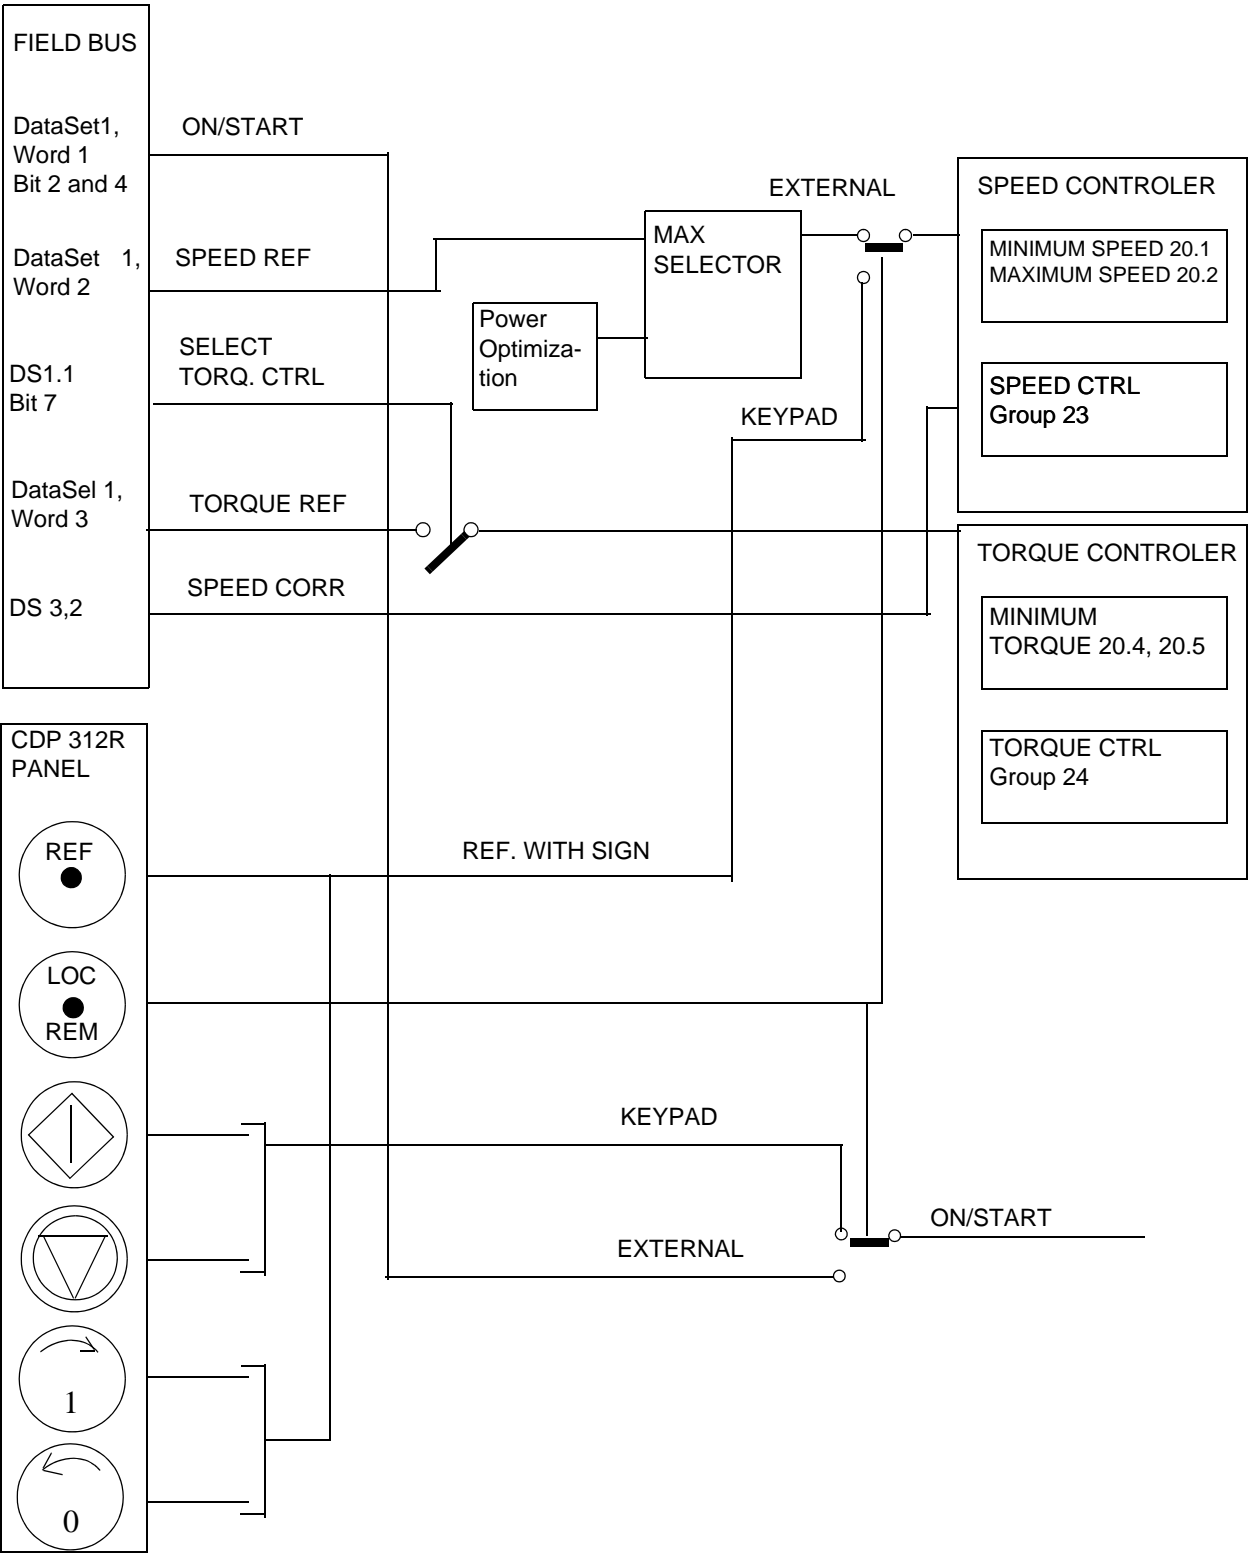 FIELD BUS
DataSet1,
Word 1
Bit 2 and 4
ON/START
DataSet 1,
Word 2
SPEED REF
DS1.1
Bit 7
SELECT
TORQ. CTRL
DataSel 1,
Word 3
TORQUE REF
DS 3,2
SPEED CORR
Power
Optimiza-
tion
MAX
SELECTOR
EXTERNAL
KEYPAD
SPEED CONTROLER
MINIMUM SPEED 20.1
MAXIMUM SPEED 20.2
SPEED CTRL
Group 23
TORQUE CONTROLER
MINIMUM
TORQUE 20.4, 20.5
TORQUE CTRL
Group 24
CDP 312R
PANEL
REF
REF. WITH SIGN
LOC
REM
KEYPAD
EXTERNAL
ON/START
1
0